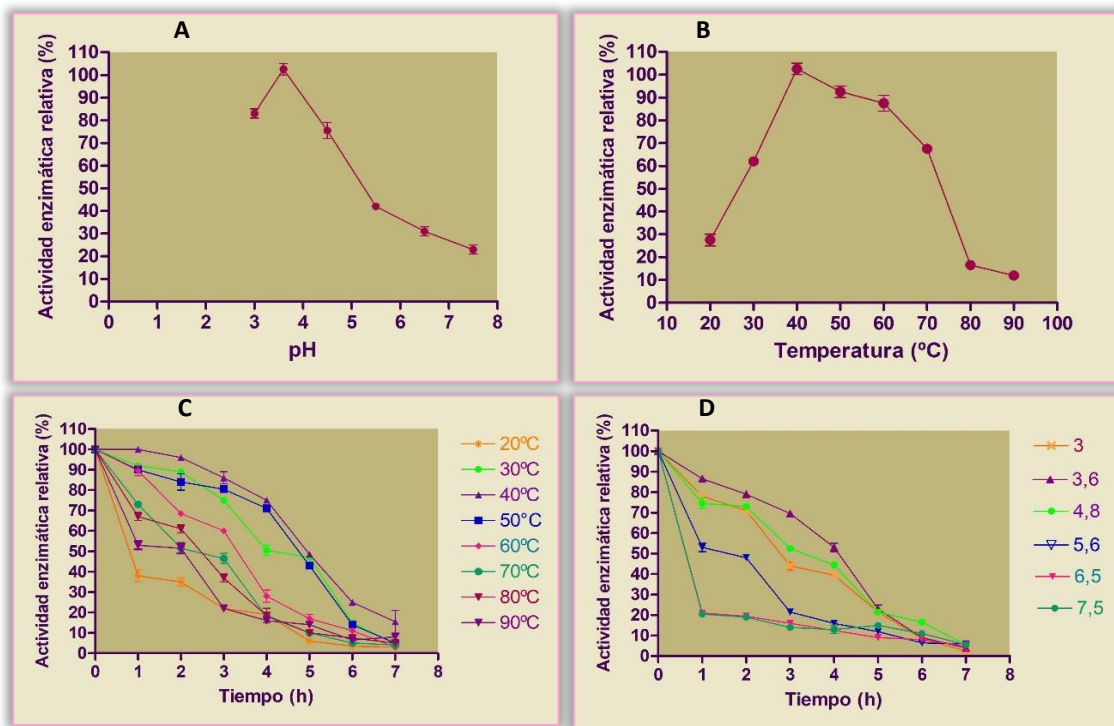 A
Actividad enzimática relativa (%)
110
100
90
80
70
60
50
40
30
20
10
0
0 1 2 3 4 5 6 7 8
pH
B
Actividad enzimática relativa (%)
110
100
90
80
70
60
50
40
30
20
10
0
10 20 30 40 50 60 70 80 90 100
Temperatura (ºC)
C
Actividad enzimática relativa (%)
110
100
90
80
70
60
50
40
30
20
10
0
0 1 2 3 4 5 6 7 8
Tiempo (h)
20ºC
30ºC
40ºC
50°C
60ºC
70ºC
80ºC
90ºC
D
Actividad enzimática relativa (%)
110
100
90
80
70
60
50
40
30
20
10
0
0 1 2 3 4 5 6 7 8
Tiempo (h)
3
3,6
4,8
5,6
6,5
7,5